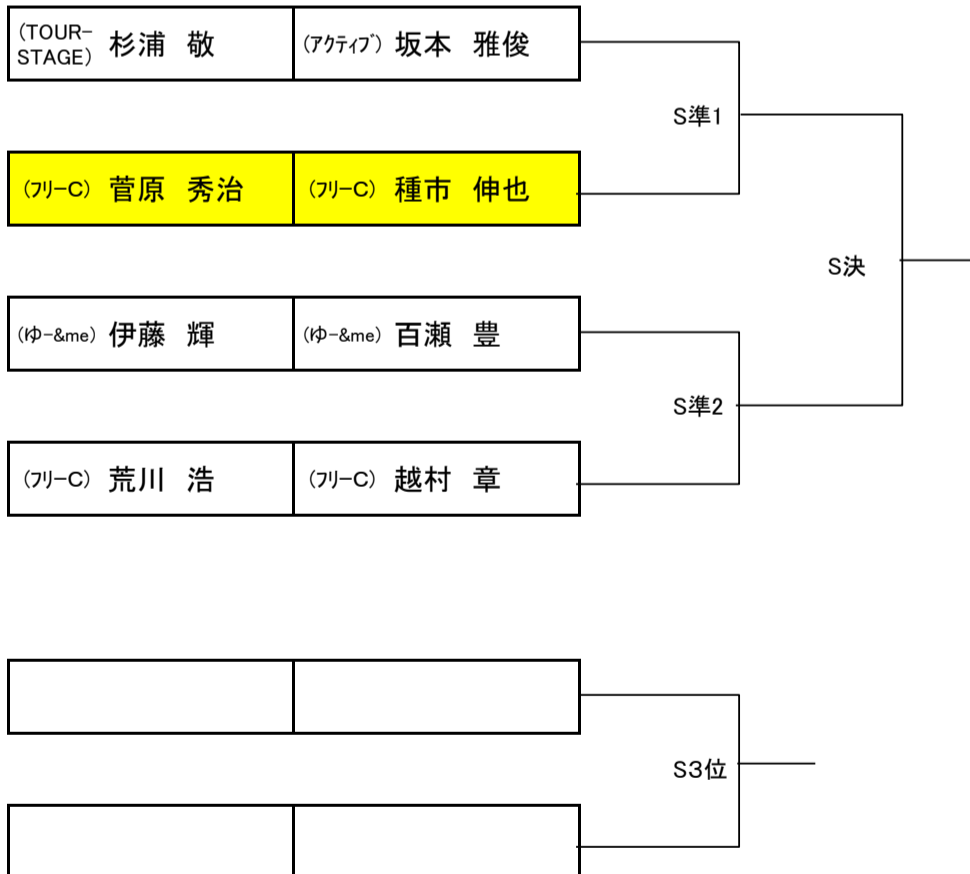 (TOUR-STAGE) 杉浦 敬 (アクティブ) 坂本 雅俊
S準1
(フリーC) 菅原 秀治 (フリーC) 種市 伸也
S決
(ゆー&me) 伊藤 輝 (ゆー&me) 百瀬 豊
S準2
(フリーC) 荒川 浩 (フリーC) 越村 章
S3位